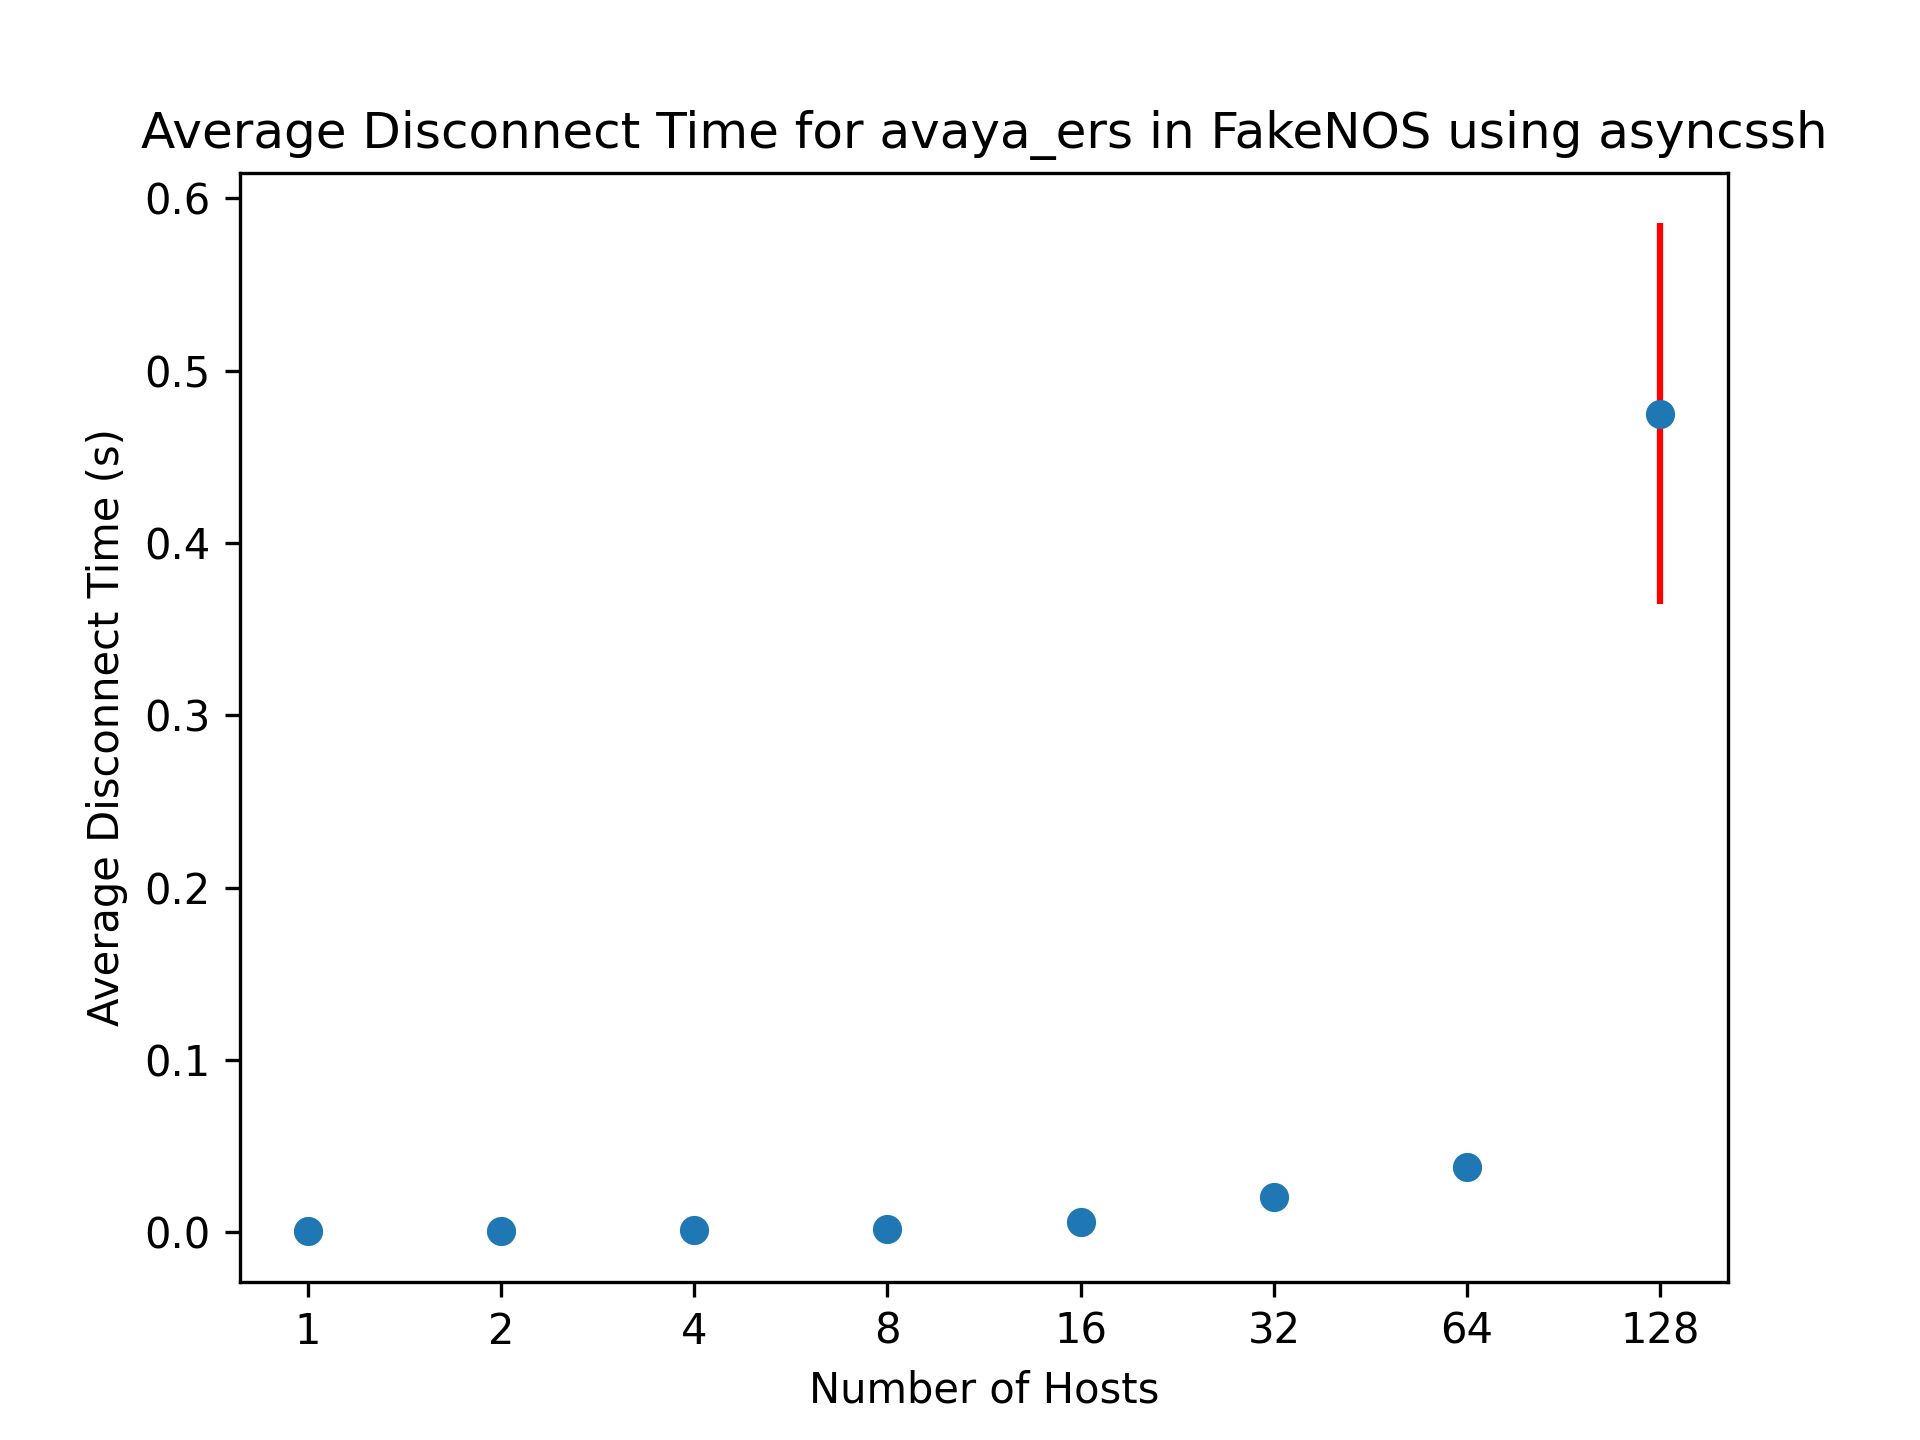 Average Disconnect Time for avaya_ers in FakeNOS using asyncssh
Average Disconnect Time (s)
0.6
0.5
0.4
0.3
0.2
0.1
0.0
1 2 4 8 16 32 64 128
Number of Hosts